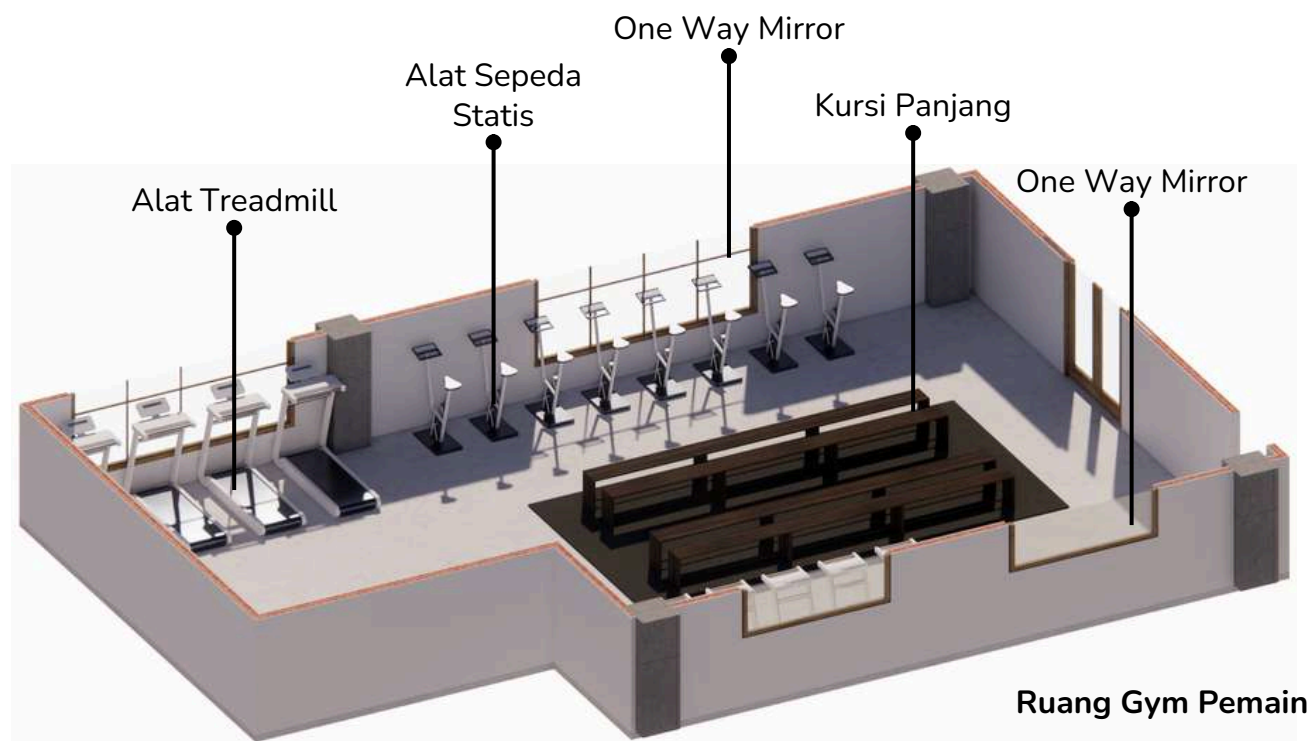 One Way Mirror
Alat Sepeda
Statis
Kursi Panjang
One Way Mirror
Alat Treadmill
Ruang Gym Pemain